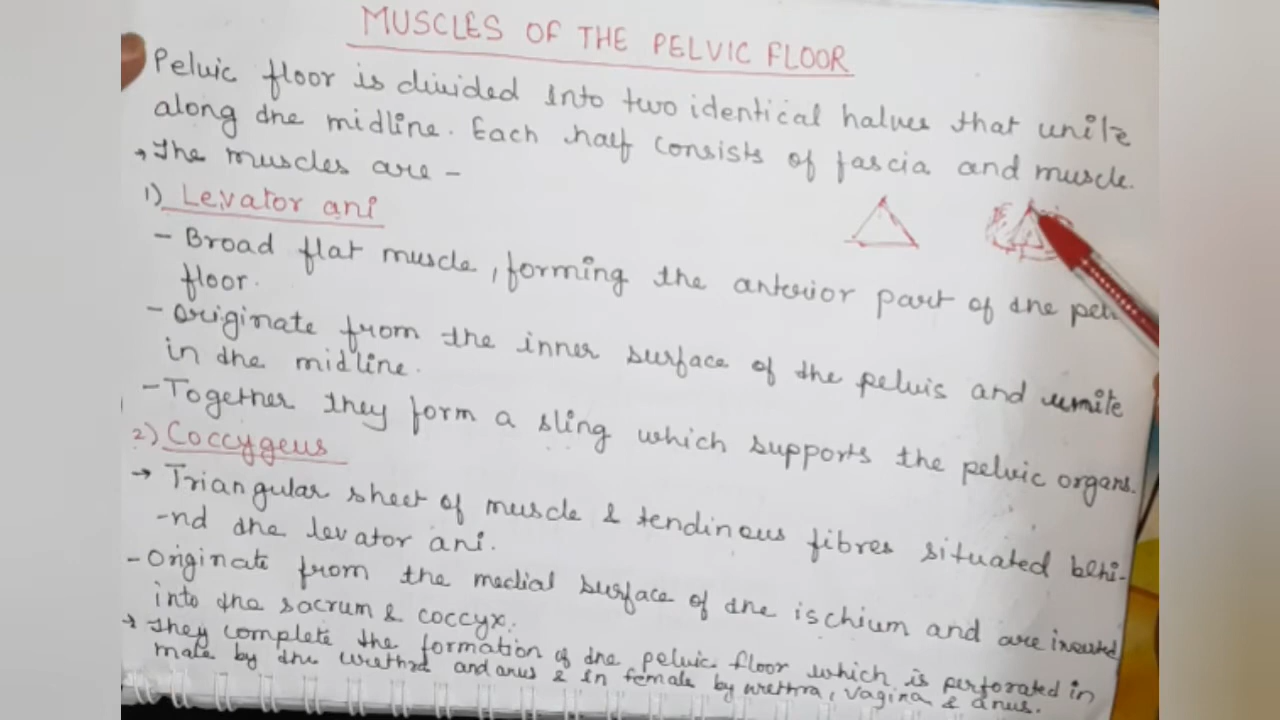 MUSCLES OF THE PELVIC FLOOR
Pelvic floor is divided into two identical halves that unite
along the midline. Each half consists of fascia and muscle.
→ The muscles are -
1) Levator ani
- Broad flat muscle, forming the anterior part of the
floor.
- Originate from the inner surface of the pelvis and unite
in the midline.
- Together they form a sling which supports the pelvic organs.
2) Coccygeus
→ Triangular sheet of muscle & tendinous fibres situated behi-
-nd the levator ani.
- Originate from the medial surface of the ischium and are inserted
into the sacrum & coccyx.
→ They complete the formation of the pelvic floor which is perforated in
male by the urethra and anus & in female by urethra, vagina & anus.